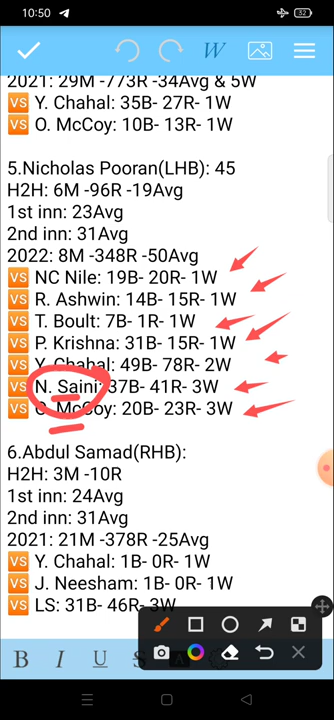 10:50
32
W
2021: 29M -773R -34Avg & 5W
VS Y. Chahal: 35B- 27R- 1W
VS O. McCoy: 10B- 13R- 1W
5.Nicholas Pooran(LHB): 45
H2H: 6M -96R -19Avg
1st inn: 23Avg
2nd inn: 31Avg
2022: 8M -348R -50Avg
VS NC Nile: 19B- 20R- 1W
VS R. Ashwin: 14B- 15R- 1W
VS T. Boult: 7B- 1R- 1W
VS P. Krishna: 31B- 15R- 1W
VS Y. Chahal: 49B- 78R- 2W
VS N. Saini: 37B- 41R- 3W
VS O. McCoy: 20B- 23R- 3W
6.Abdul Samad(RHB):
H2H: 3M -10R
1st inn: 24Avg
2nd inn: 31Avg
2021: 21M -378R -25Avg
VS Y. Chahal: 1B- 0R- 1W
VS J. Neesham: 1B- 0R- 1W
VS LS: 31B- 46R- 3W
B I U S A